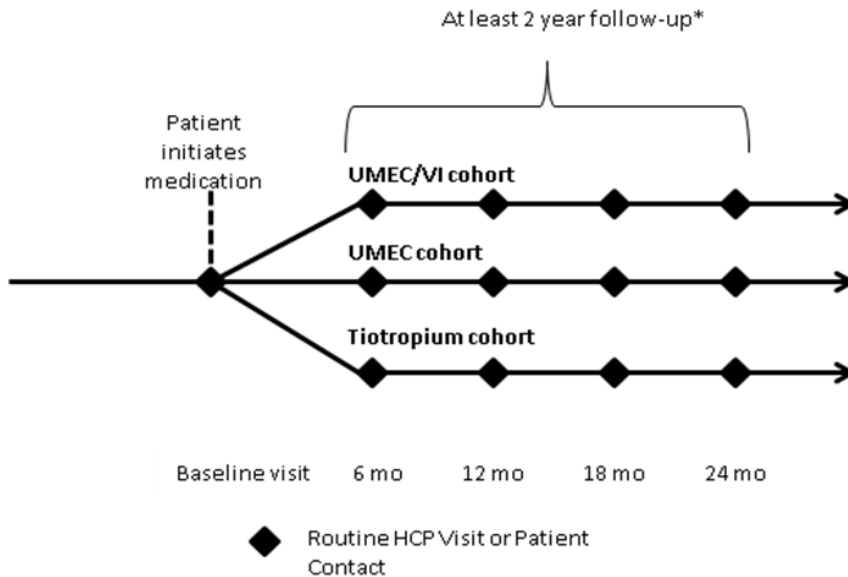 At least 2 year follow-up*
Patient
initiates
medication
UMEC/VI cohort
UMEC cohort
Tiotropium cohort
Baseline visit 6 mo 12 mo 18 mo 24 mo
Routine HCP Visit or Patient
Contact